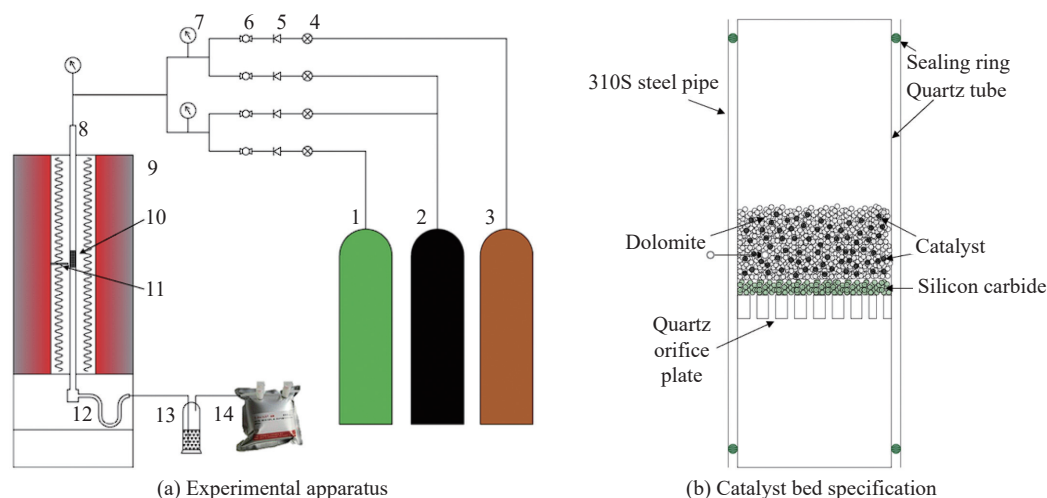 7
6
5
4
8
9
10
11
1
2
3
12
13
14
(a) Experimental apparatus
310S steel pipe
Sealing ring
Quartz tube
Dolomite
Catalyst
Silicon carbide
Quartz
orifice
plate
(b) Catalyst bed specification